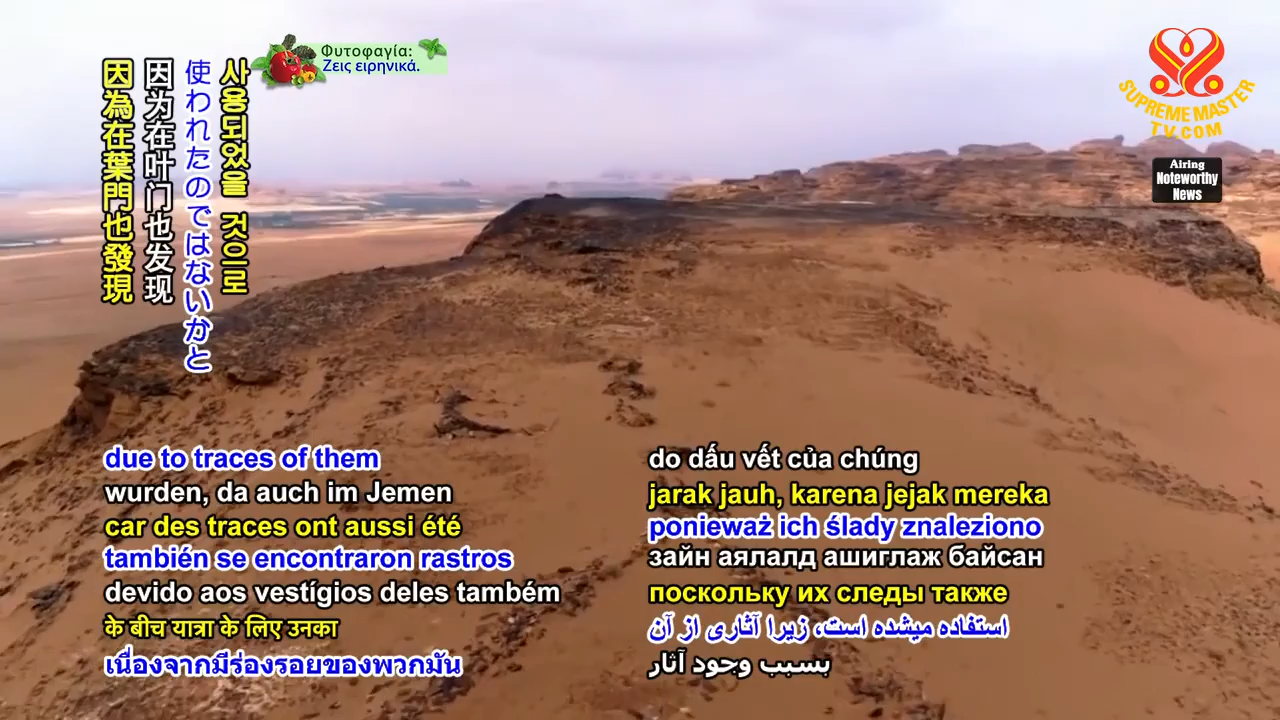 Φυτοφαγία:
Ζεις ειρηνικά.
SUPREME MASTER
TV.COM
Airing
Noteworthy
News
사용되었을 것으로
使われたのではないかと
因为在叶门也发现
因為在葉門也發現
due to traces of them
wurden, da auch im Jemen
car des traces ont aussi été
también se encontraron rastros
devido aos vestígios deles também
के बीच यात्रा के लिए उनका
เนื่องจากมีร่องรอยของพวกมัน
do dấu vết của chúng
jarak jauh, karena jejak mereka
ponieważ ich ślady znaleziono
зайн аялалд ашиглаж байсан
поскольку их следы также
استفاده میشده است، زیرا آثاری از آن
بسبب وجود آثار